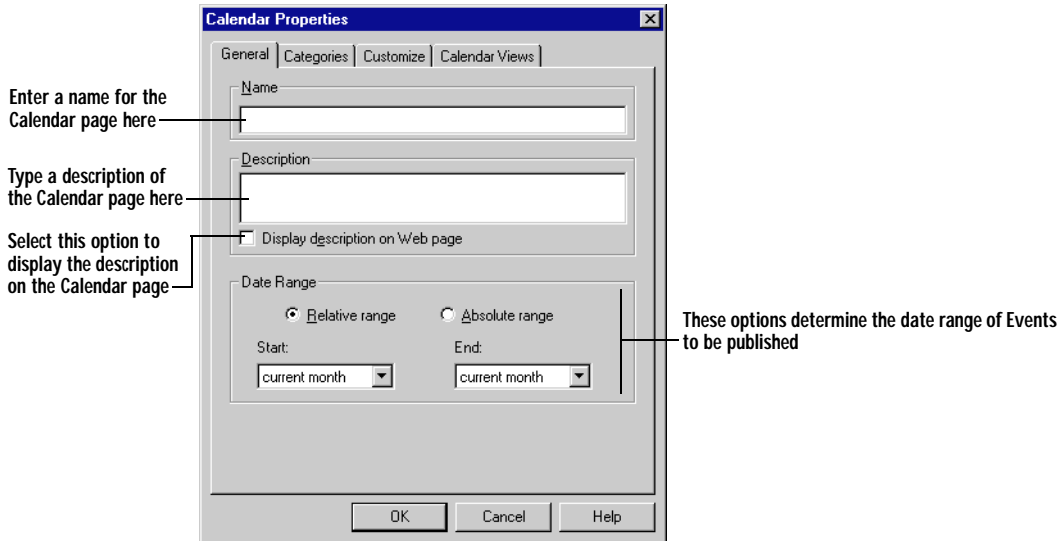 Calendar Properties
General Categories Customize Calendar Views
Name
Enter a name for the
Calendar page here
Description
Type a description of
the Calendar page here
Select this option to
display the description
on the Calendar page
Display description on Web page
Date Range
Relative range Absolute range
Start: End:
current month current month
These options determine the date range of Events
to be published
OK Cancel Help